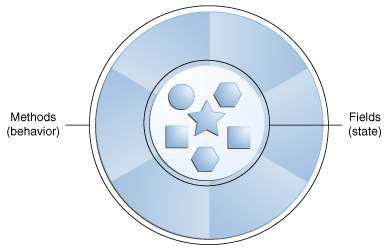 Methods
(behavior)
Fields
(state)